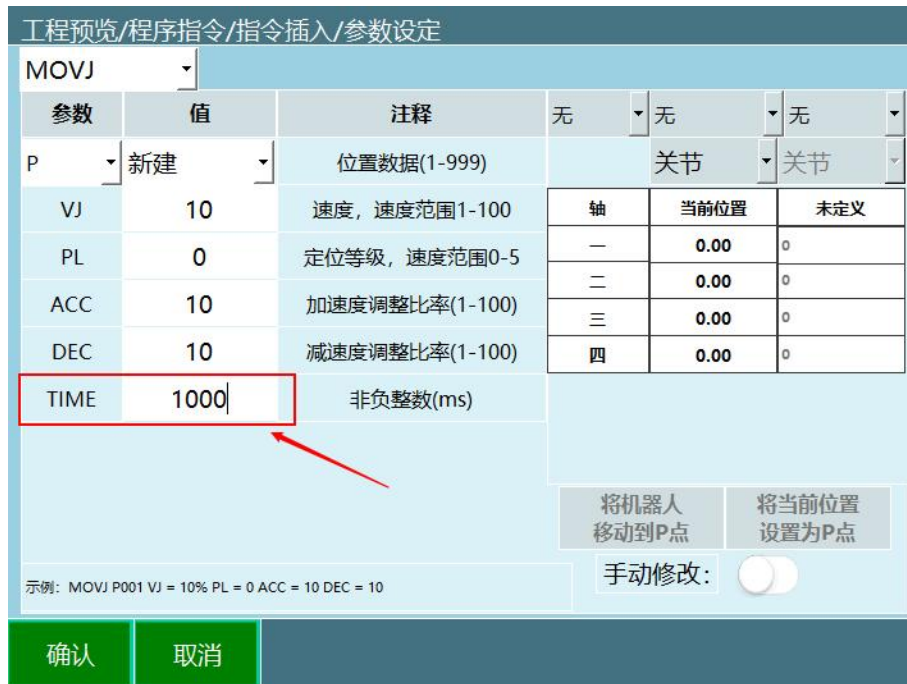 工程预览/程序指令/指令插入/参数设定
MOVJ
参数 值 注释 无 无 无
P 新建 位置数据(1-999) 关节 关节
VJ 10 速度，速度范围1-100 轴 当前位置 未定义
PL 0 定位等级，速度范围0-5 一 0.00 0
二 0.00 0
ACC 10 加速度调整比率(1-100) 三 0.00 0
DEC 10 减速度调整比率(1-100) 四 0.00 0
TIME 1000 非负整数(ms)
将机器人 将当前位置
移动到P点 设置为P点
手动修改：
示例：MOVJ P001 VJ = 10% PL = 0 ACC = 10 DEC = 10
确认 取消